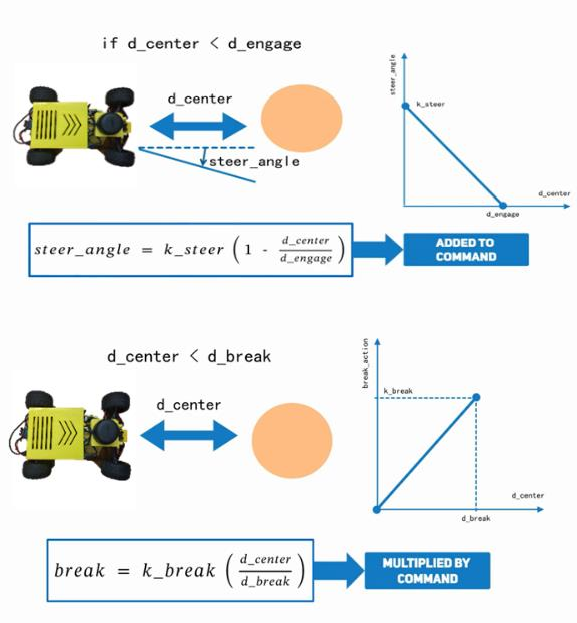 if d_center < d_engage
d_center
steer_angle
steer_angle
k_steer
d_center
d_engage
steer_angle = k_steer ( 1 - d_center / d_engage )
ADDED TO
COMMAND
d_center < d_break
d_center
break_action
k_break
d_center
d_break
break = k_break ( d_center / d_break )
MULTIPLIED BY
COMMAND